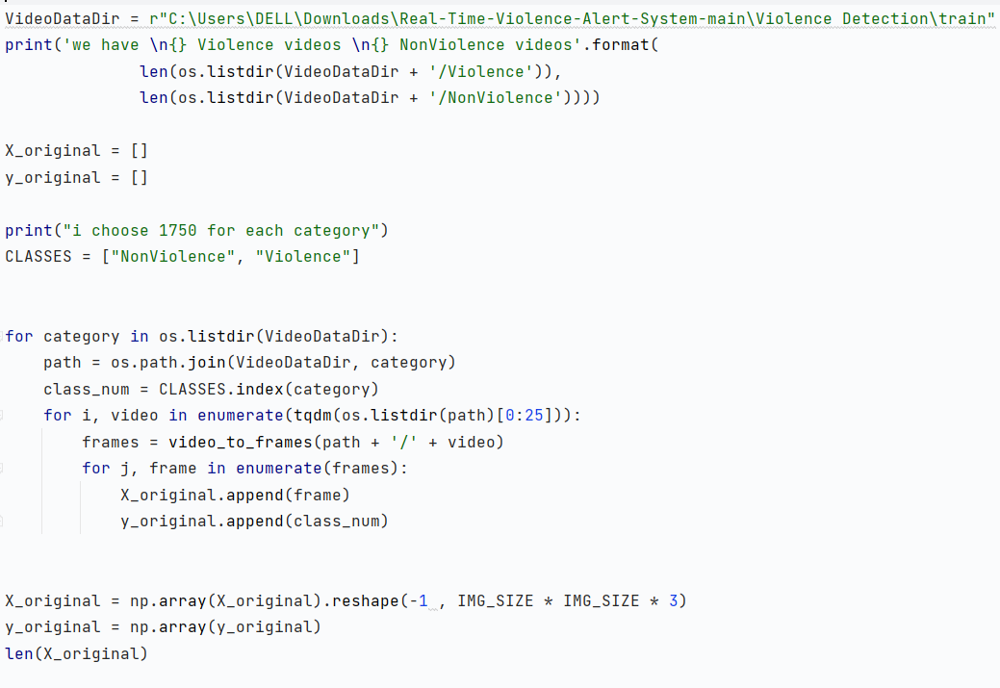 VideoDataDir = r"C:\Users\DELL\Downloads\Real-Time-Violence-Alert-System-main\Violence Detection\train"
print('we have \n{} Violence videos \n{} NonViolence videos'.format(
              len(os.listdir(VideoDataDir + '/Violence')),
              len(os.listdir(VideoDataDir + '/NonViolence'))))

X_original = []
y_original = []

print("i choose 1750 for each category")
CLASSES = ["NonViolence", "Violence"]


for category in os.listdir(VideoDataDir):
    path = os.path.join(VideoDataDir, category)
    class_num = CLASSES.index(category)
    for i, video in enumerate(tqdm(os.listdir(path)[0:25])):
        frames = video_to_frames(path + '/' + video)
        for j, frame in enumerate(frames):
            X_original.append(frame)
            y_original.append(class_num)


X_original = np.array(X_original).reshape(-1 , IMG_SIZE * IMG_SIZE * 3)
y_original = np.array(y_original)
len(X_original)